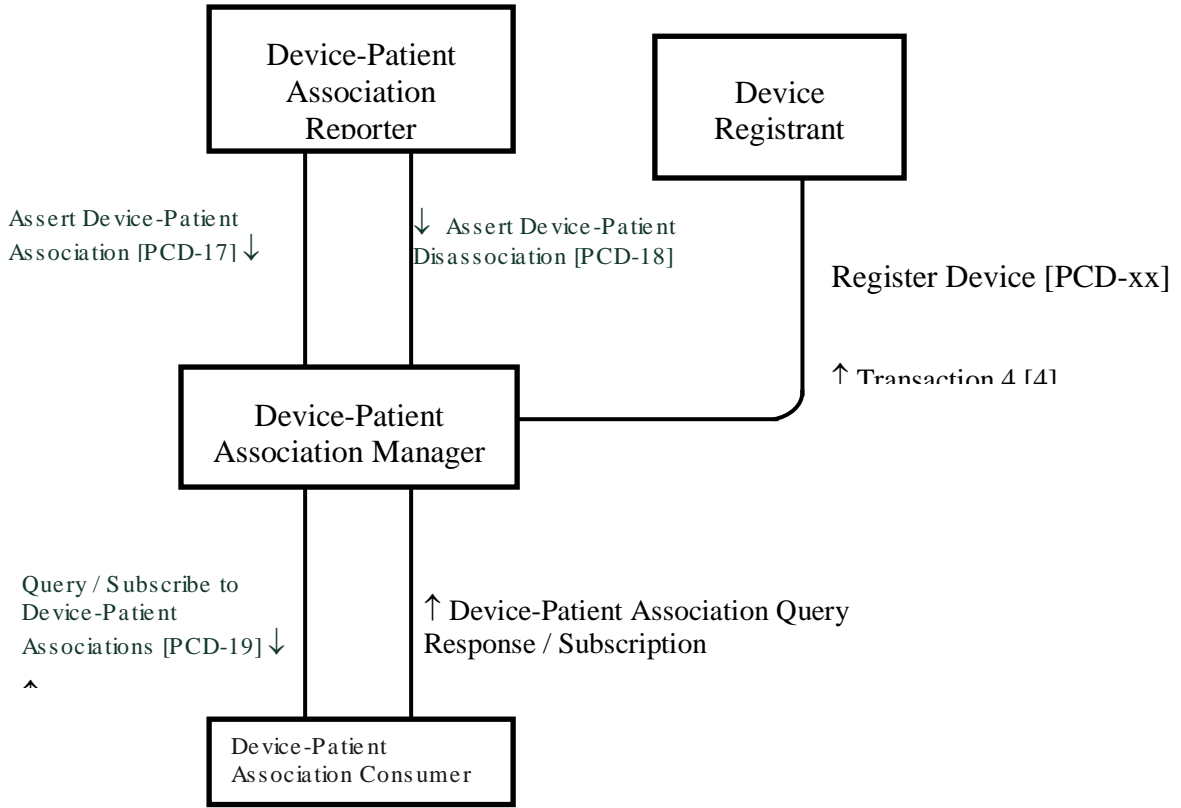 Device-Patient
Association
Reporter
Device
Registrant
Assert Device-Patient
Association [PCD-17] ↓
↓ Assert Device-Patient
Disassociation [PCD-18]
Register Device [PCD-xx]
↑ Transaction 4 [4]
Device-Patient
Association Manager
Query / Subscribe to
Device-Patient
Associations [PCD-19] ↓
↑
↑ Device-Patient Association Query
Response / Subscription
Device-Patient
Association Consumer